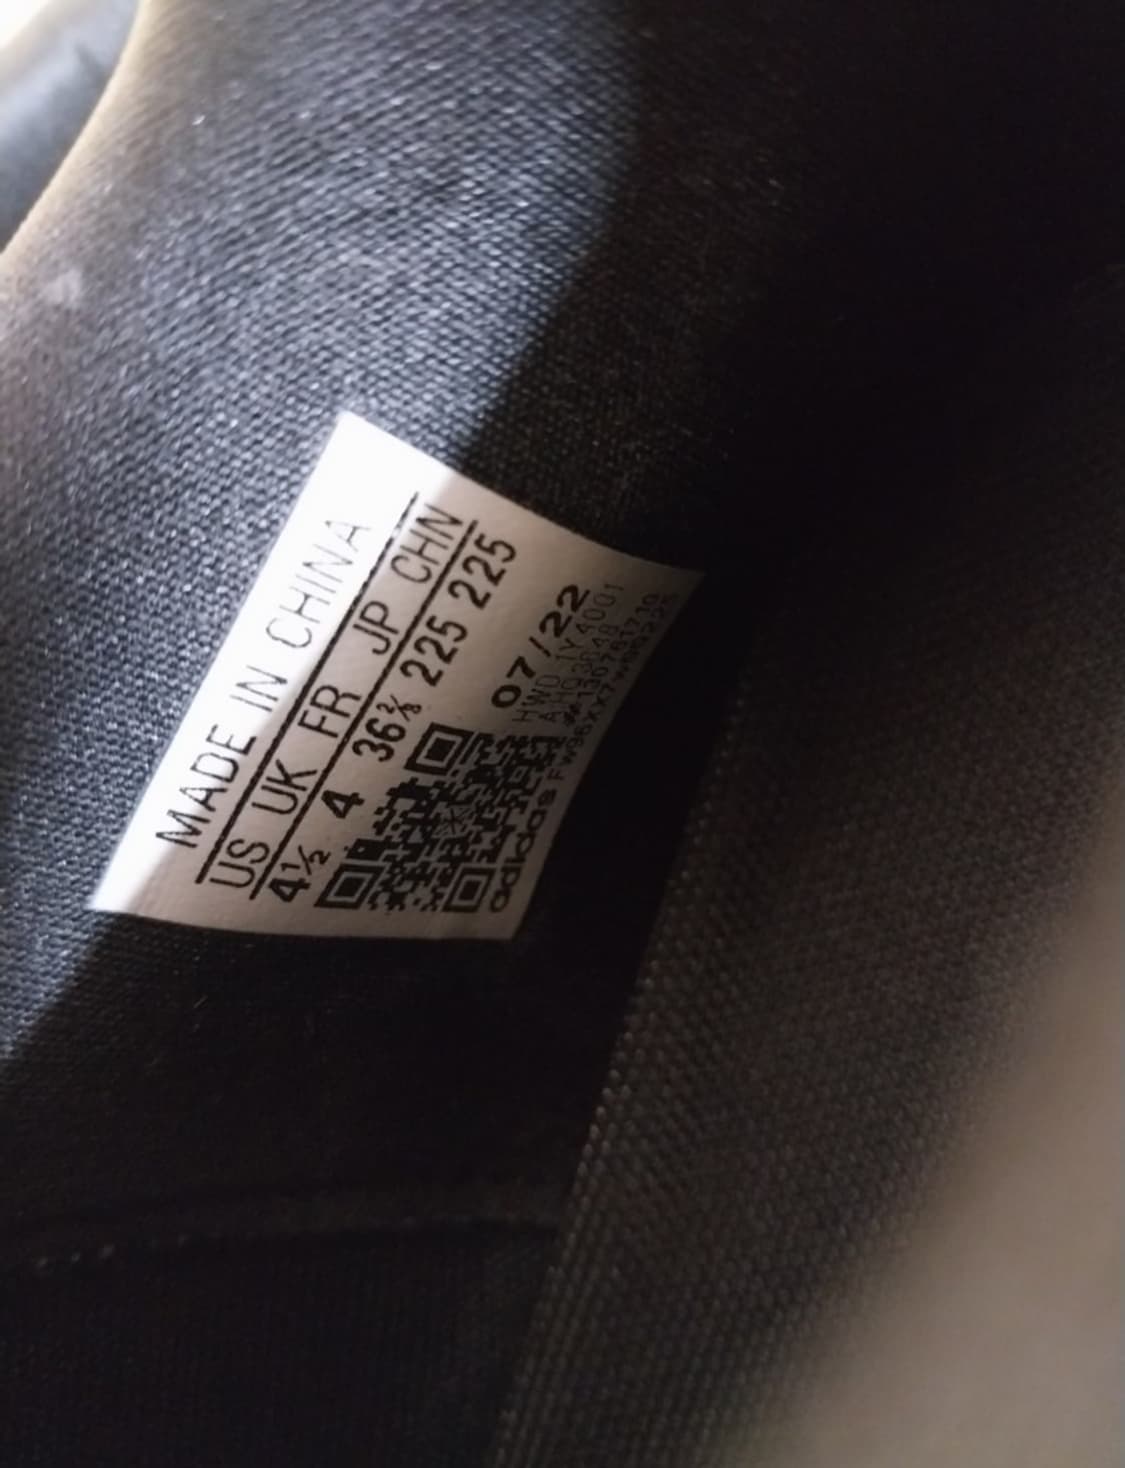 MADE IN CHINA
US UK FR JP CHN
4½ 4 36⅔ 225 225
07/22
adidas